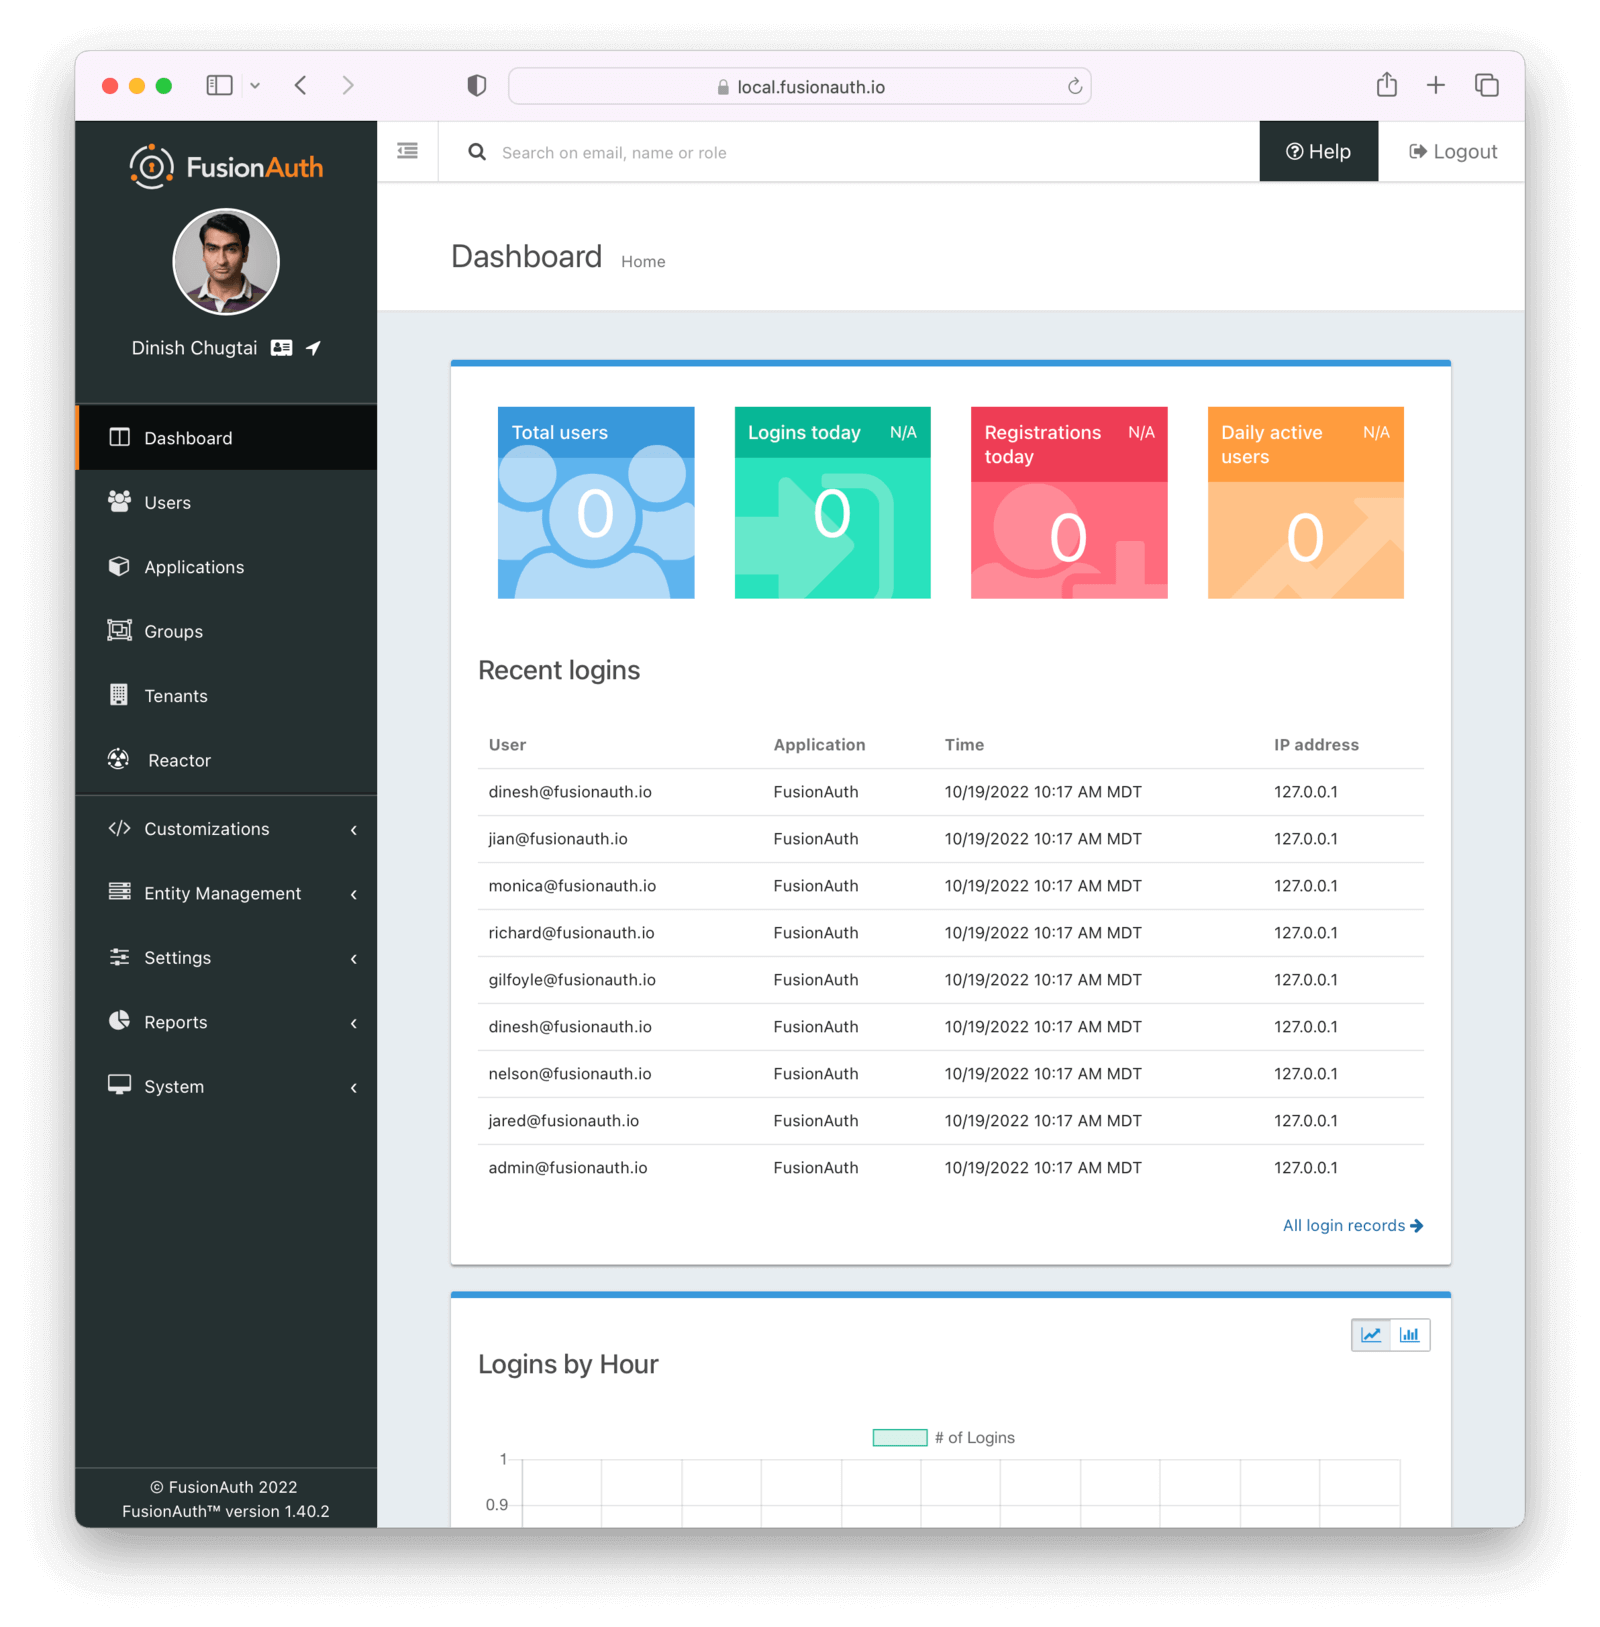 local.fusionauth.io
FusionAuth
Search on email, name or role
Help
Logout
Dinish Chugtai
Dashboard
Users
Applications
Groups
Tenants
Reactor
Customizations
Entity Management
Settings
Reports
System
© FusionAuth 2022
FusionAuth™ version 1.40.2
Dashboard Home
Total users
0
Logins today N/A
0
Registrations N/A
today
0
Daily active N/A
users
0
Recent logins
User Application Time IP address
dinesh@fusionauth.io FusionAuth 10/19/2022 10:17 AM MDT 127.0.0.1
jian@fusionauth.io FusionAuth 10/19/2022 10:17 AM MDT 127.0.0.1
monica@fusionauth.io FusionAuth 10/19/2022 10:17 AM MDT 127.0.0.1
richard@fusionauth.io FusionAuth 10/19/2022 10:17 AM MDT 127.0.0.1
gilfoyle@fusionauth.io FusionAuth 10/19/2022 10:17 AM MDT 127.0.0.1
dinesh@fusionauth.io FusionAuth 10/19/2022 10:17 AM MDT 127.0.0.1
nelson@fusionauth.io FusionAuth 10/19/2022 10:17 AM MDT 127.0.0.1
jared@fusionauth.io FusionAuth 10/19/2022 10:17 AM MDT 127.0.0.1
admin@fusionauth.io FusionAuth 10/19/2022 10:17 AM MDT 127.0.0.1
All login records
Logins by Hour
# of Logins
1
0.9